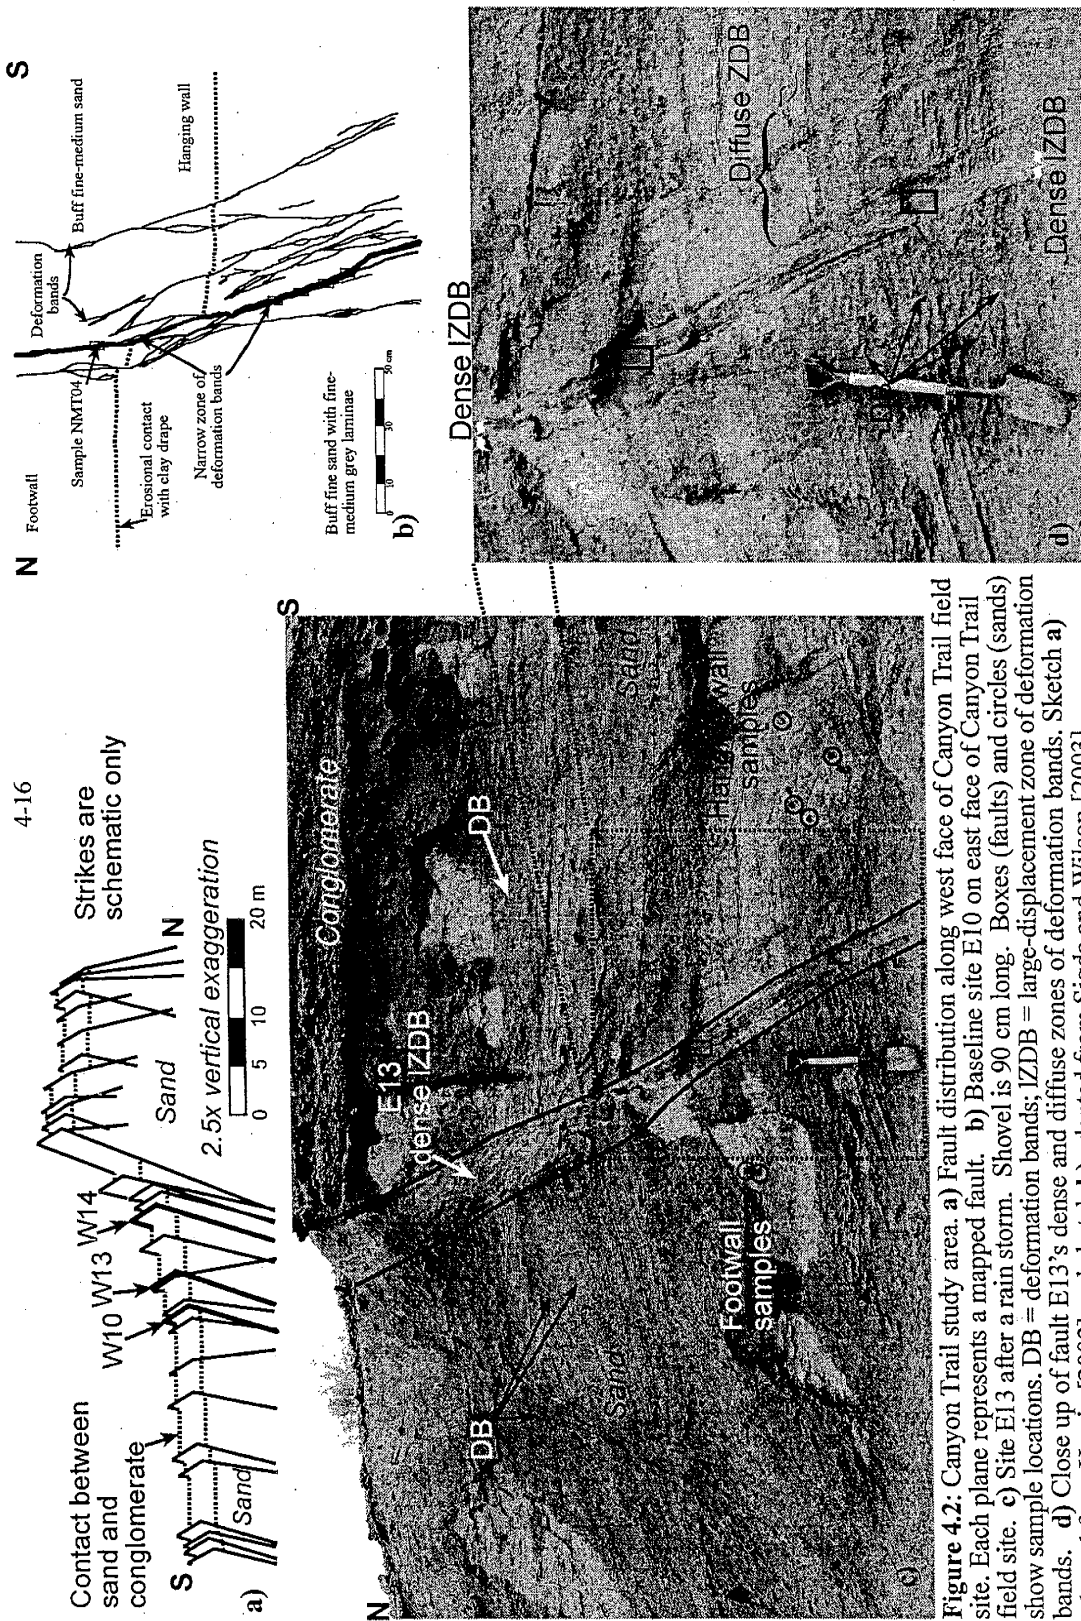 4-16
Contact between
sand and
conglomerate
W10
W13
W14
Strikes are
schematic only
S
Sand
Sand
N
2.5x vertical exaggeration
0 5 10 20 m
a)
N
S
Footwall
Deformation
bands
Buff fine-medium sand
Sample NMT04
Hanging wall
Erosional contact
with clay drape
Narrow zone of
deformation bands
Buff fine sand with fine-
medium grey laminae
0 10 30 50 cm
b)
N
S
Conglomerate
E13
dense lZDB
DB
DB
Sand
Sand
Footwall
samples
samples
c)
Dense lZDB
Diffuse ZDB
Dense lZDB
d)
Figure 4.2: Canyon Trail study area. a) Fault distribution along west face of Canyon Trail field
site. Each plane represents a mapped fault. b) Baseline site E10 on east face of Canyon Trail
field site. c) Site E13 after a rain storm. Shovel is 90 cm long. Boxes (faults) and circles (sands)
show sample locations. DB = deformation bands; lZDB = large-displacement zone of deformation
bands. d) Close up of fault E13's dense and diffuse zones of deformation bands. Sketch a)